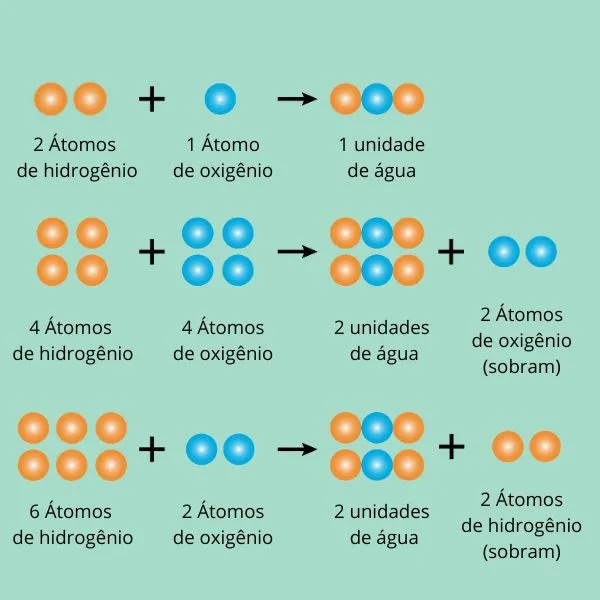 2 Átomos
de hidrogênio
1 Átomo
de oxigênio
1 unidade
de água
4 Átomos
de hidrogênio
4 Átomos
de oxigênio
2 unidades
de água
2 Átomos
de oxigênio
(sobram)
6 Átomos
de hidrogênio
2 Átomos
de oxigênio
2 unidades
de água
2 Átomos
de hidrogênio
(sobram)